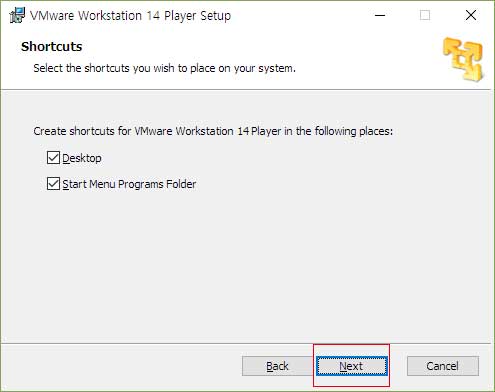 VMware Workstation 14 Player Setup
Shortcuts
Select the shortcuts you wish to place on your system.
Create shortcuts for VMware Workstation 14 Player in the following places:
Desktop
Start Menu Programs Folder
Back Next Cancel